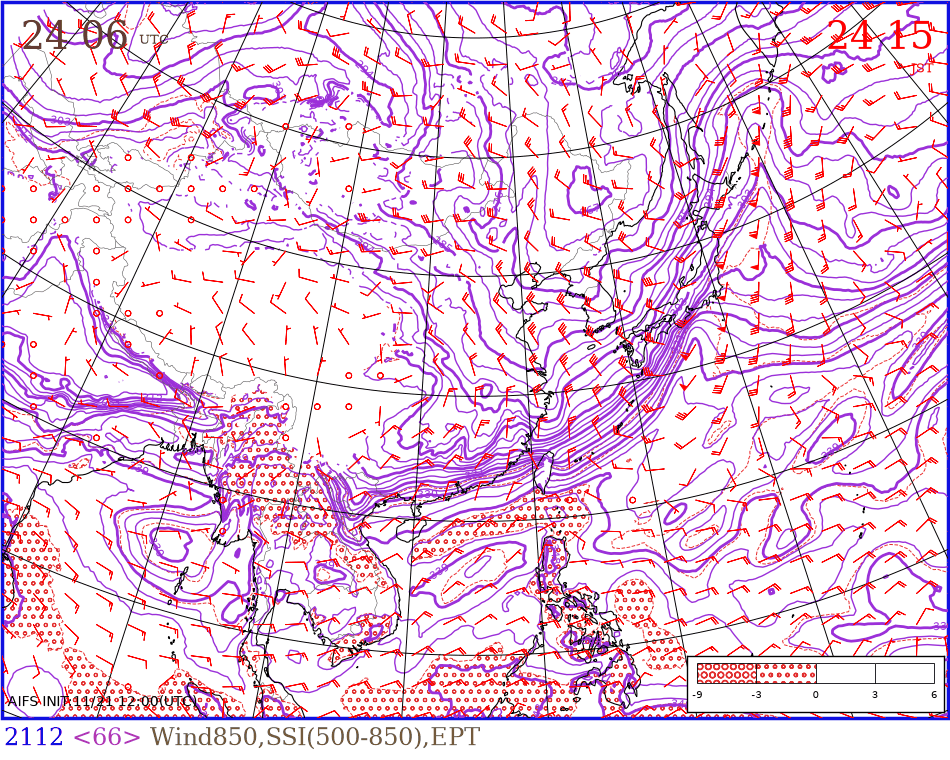 24 06 UTC
24 15
JST
AIFS INIT:11/21 12:00(UTC)
-9 -3 0 3 6
2112 <66> Wind850,SSI(500-850),EPT